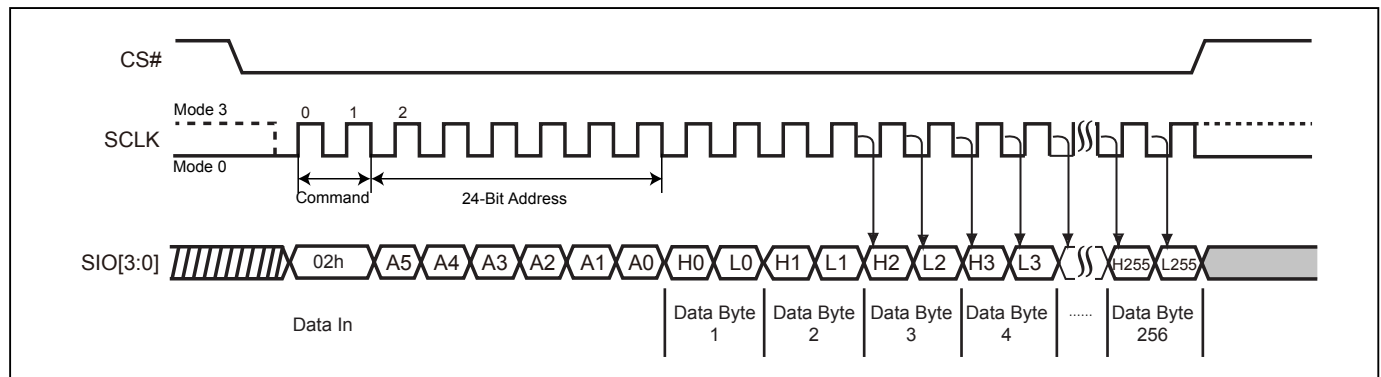 CS#
Mode 3
0 1 2
SCLK
Mode 0
Command
24-Bit Address
SIO[3:0]
02h A5 A4 A3 A2 A1 A0 H0 L0 H1 L1 H2 L2 H3 L3 H255 L255
Data In
Data Byte 1
Data Byte 2
Data Byte 3
Data Byte 4
......
Data Byte 256